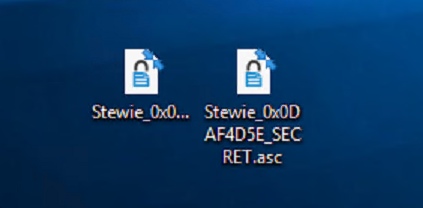 Stewie_0x0...
Stewie_0x0D
AF4D5E_SEC
RET.asc